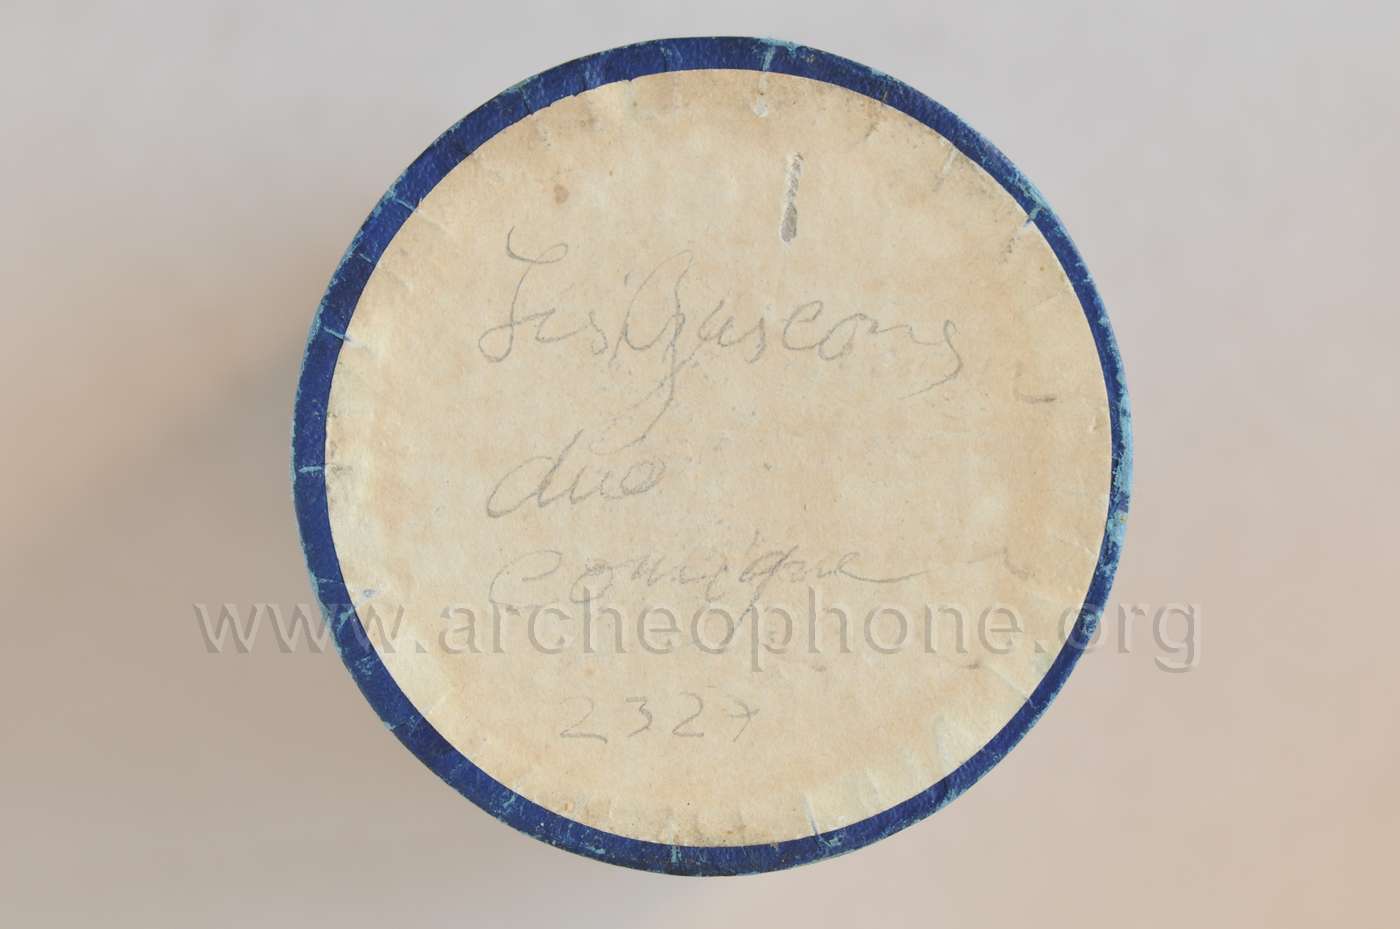 Les Gascons
duo
Comique
www.archeophone.org
2327